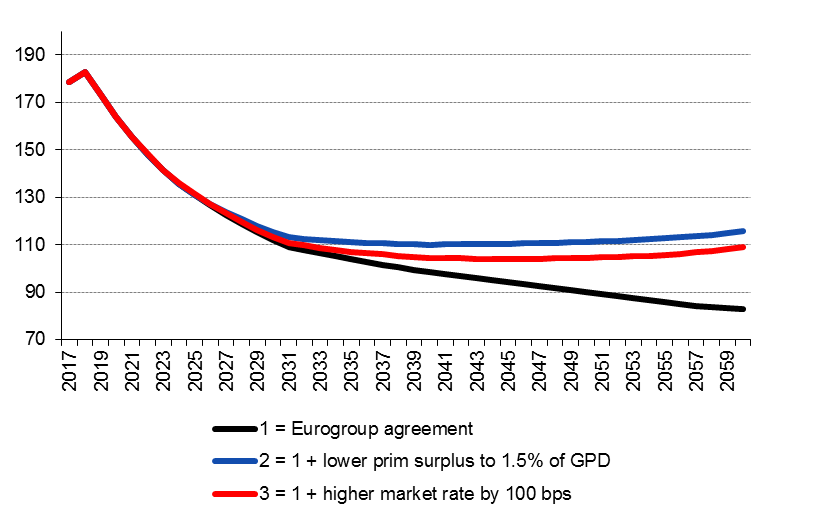 190
170
150
130
110
90
70
2017 2019 2021 2023 2025 2027 2029 2031 2033 2035 2037 2039 2041 2043 2045 2047 2049 2051 2053 2055 2057 2059
1 = Eurogroup agreement
2 = 1 + lower prim surplus to 1.5% of GPD
3 = 1 + higher market rate by 100 bps